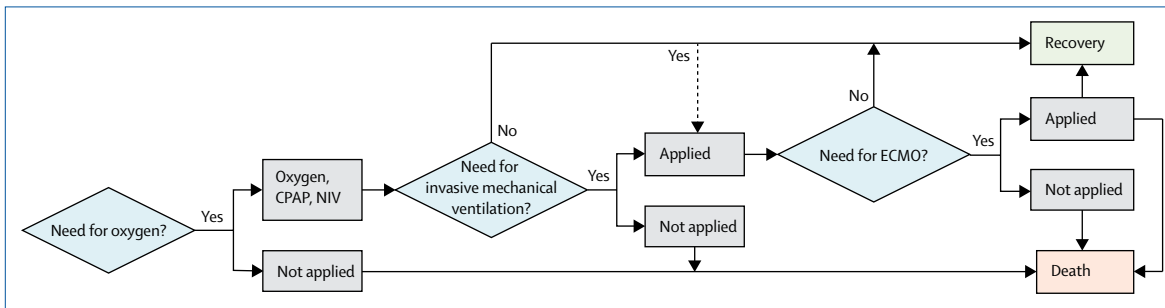 Need for oxygen?
Yes
Oxygen,
CPAP, NIV
Not applied
No
Need for
invasive mechanical
ventilation?
Yes
Applied
Not applied
Yes
No
Need for ECMO?
Yes
Applied
Not applied
Recovery
Death